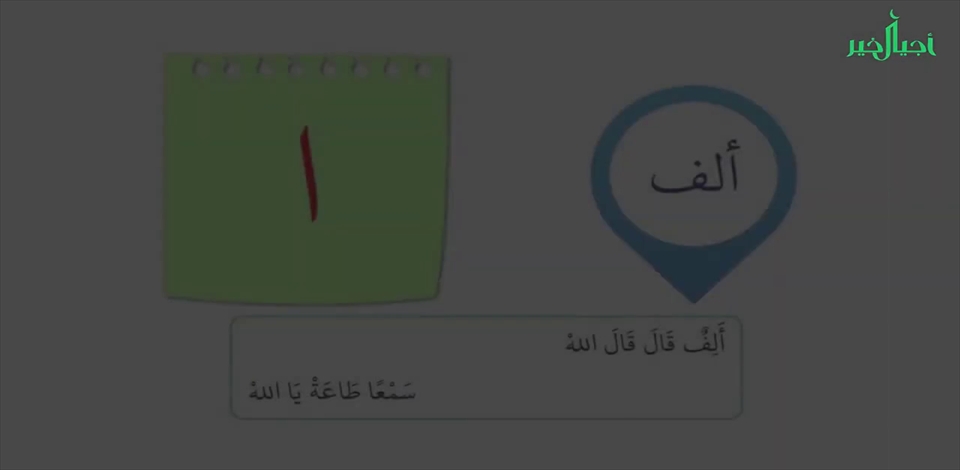 أجيال خير
ألف
ا
أَلِفٌ قَالَ قَالَ اللهْ
سَمْعًا طَاعَةْ يَا اللهْ